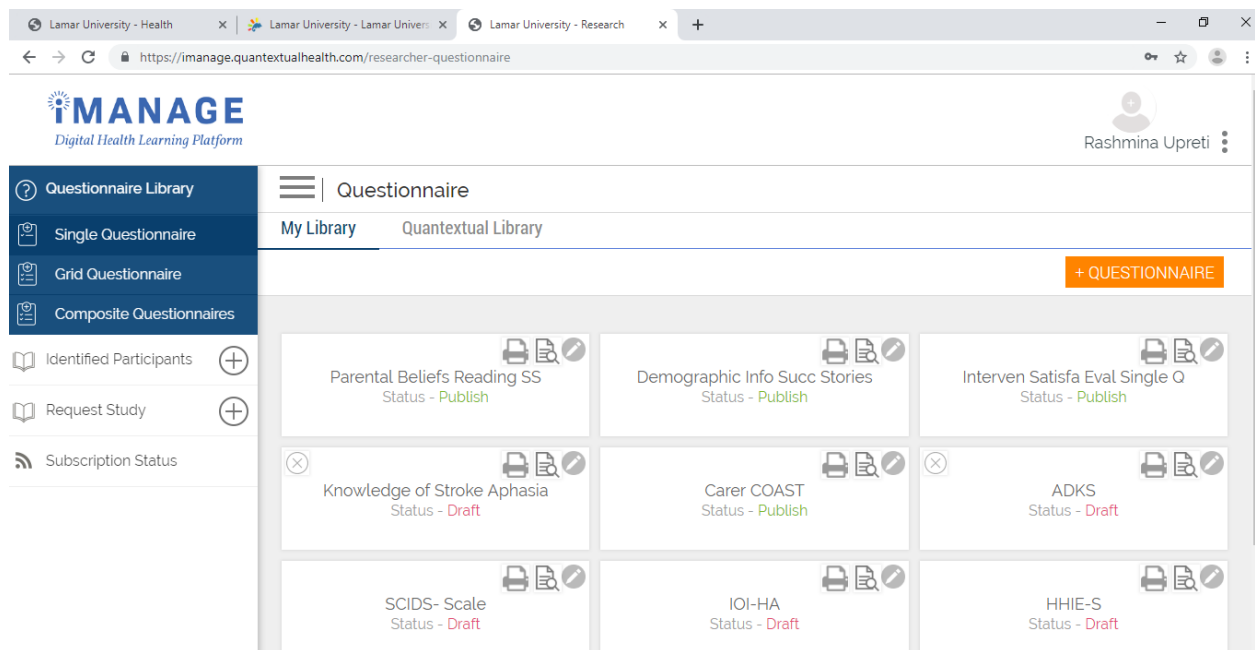 Lamar University - Health
Lamar University - Lamar Univers
Lamar University - Research
https://imanage.quantextualhealth.com/researcher-questionnaire
iMANAGE
Digital Health Learning Platform
Rashmina Upreti
Questionnaire Library
Single Questionnaire
Grid Questionnaire
Composite Questionnaires
Identified Participants
Request Study
Subscription Status
Questionnaire
My Library Quantextual Library
+ QUESTIONNAIRE
Parental Beliefs Reading SS
Status - Publish
Demographic Info Succ Stories
Status - Publish
Interven Satisfa Eval Single Q
Status - Publish
Knowledge of Stroke Aphasia
Status - Draft
Carer COAST
Status - Publish
ADKS
Status - Draft
SCIDS- Scale
Status - Draft
IOI-HA
Status - Draft
HHIE-S
Status - Draft